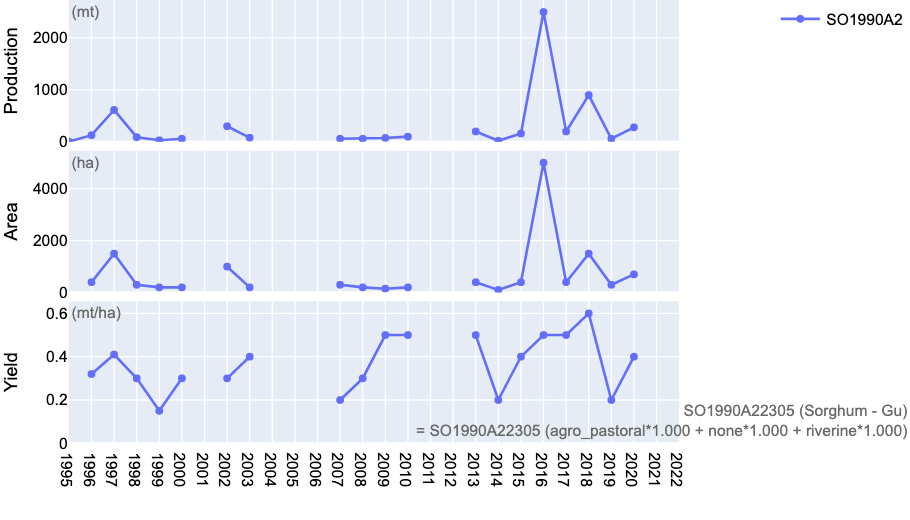 (mt)
SO1990A2
Production
2000
1000
0
(ha)
Area
4000
2000
0
(mt/ha)
Yield
0.6
0.4
0.2
0
SO1990A22305 (Sorghum - Gu)
= SO1990A22305 (agro_pastoral*1.000 + none*1.000 + riverine*1.000)
1995 1996 1997 1998 1999 2000 2001 2002 2003 2004 2005 2006 2007 2008 2009 2010 2011 2012 2013 2014 2015 2016 2017 2018 2019 2020 2021 2022